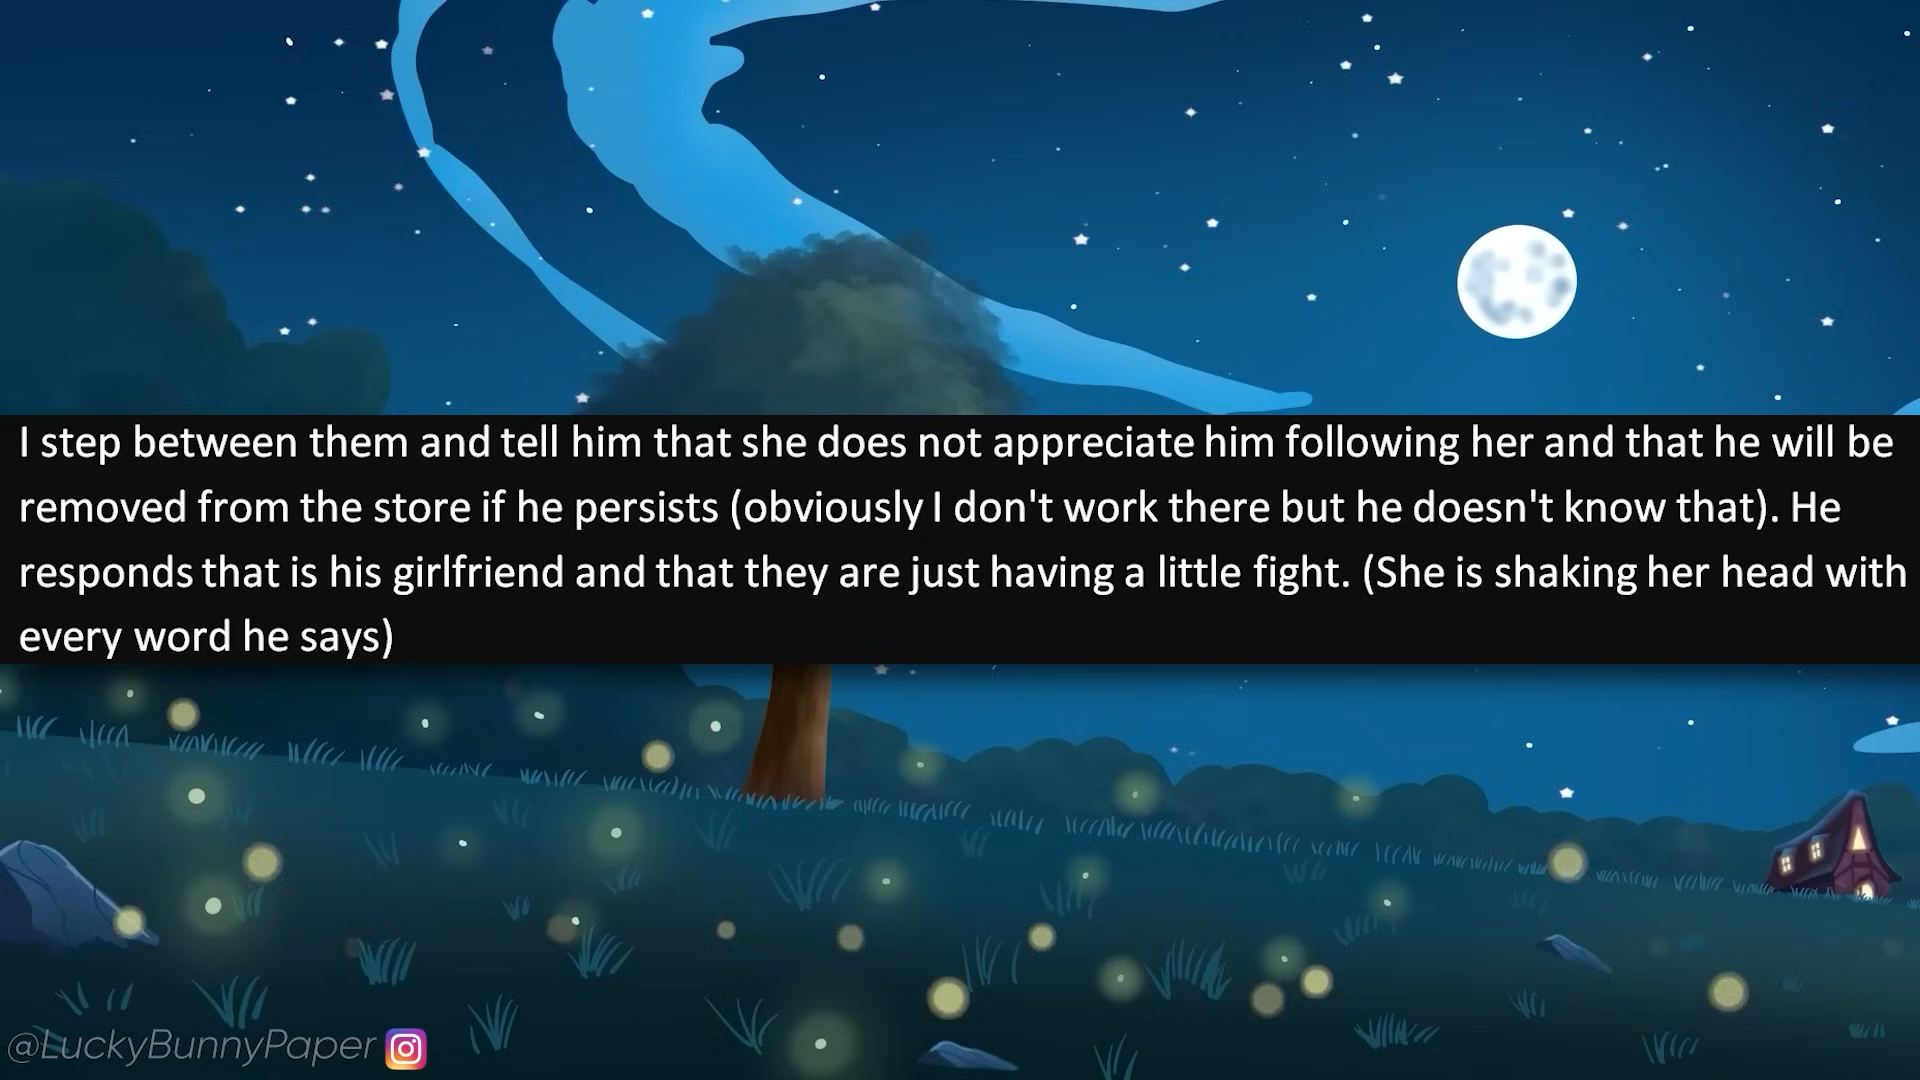 I step between them and tell him that she does not appreciate him following her and that he will be
removed from the store if he persists (obviously I don't work there but he doesn't know that). He
responds that is his girlfriend and that they are just having a little fight. (She is shaking her head with
every word he says)
@LuckyBunnyPaper